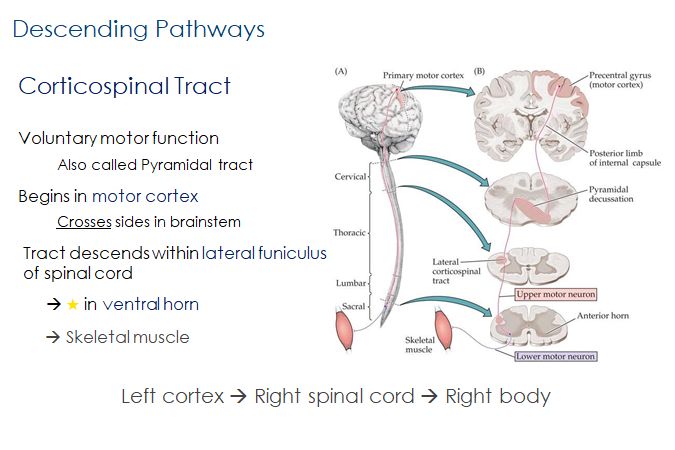 Descending Pathways
Corticospinal Tract
Voluntary motor function
Also called Pyramidal tract
Begins in motor cortex
Crosses sides in brainstem
Tract descends within lateral funiculus
of spinal cord
→ ★ in ventral horn
→ Skeletal muscle
(A)
Primary motor cortex
Cervical
Thoracic
Lumbar
Sacral
(B)
Precentral gyrus
(motor cortex)
Posterior limb
of internal capsule
Pyramidal
decussation
Lateral
corticospinal
tract
Upper motor neuron
Anterior horn
Skeletal
muscle
Lower motor neuron
Left cortex → Right spinal cord → Right body